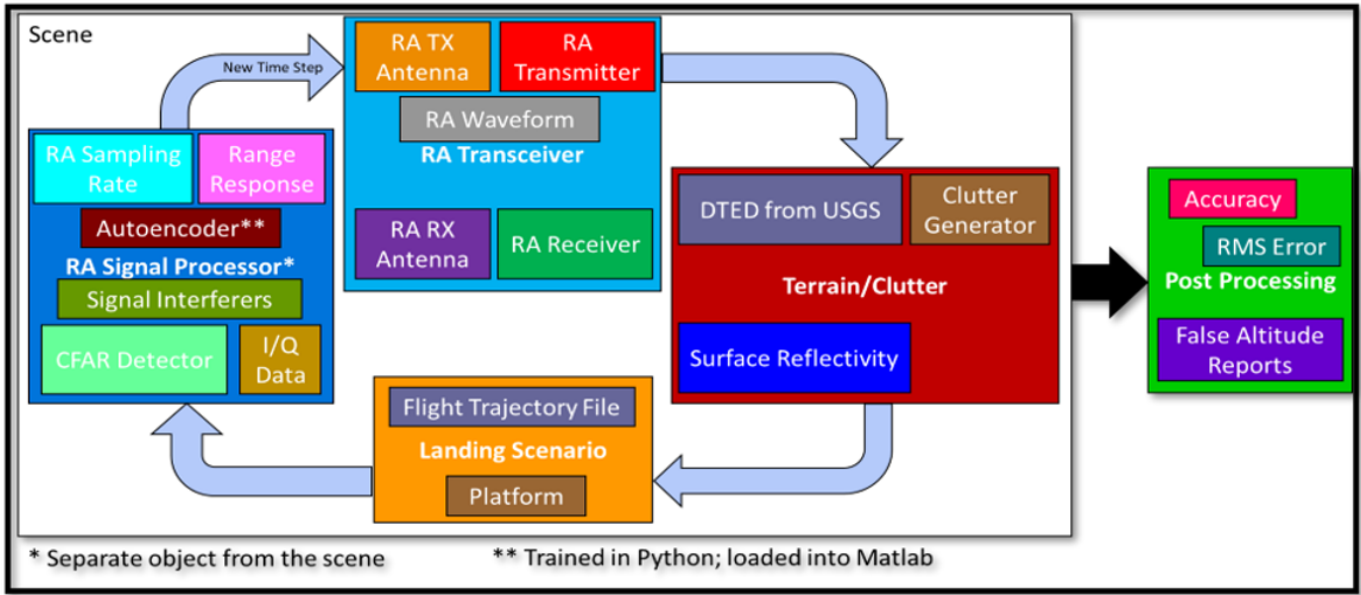 Scene
New Time Step
RA TX
Antenna
RA
Transmitter
RA Waveform
RA Transceiver
RA RX
Antenna
RA Receiver
RA Sampling
Rate
Range
Response
Autoencoder**
RA Signal Processor*
Signal Interferers
CFAR Detector
I/Q
Data
DTED from USGS
Clutter
Generator
Terrain/Clutter
Surface Reflectivity
Flight Trajectory File
Landing Scenario
Platform
Accuracy
RMS Error
Post Processing
False Altitude
Reports
* Separate object from the scene
** Trained in Python; loaded into Matlab